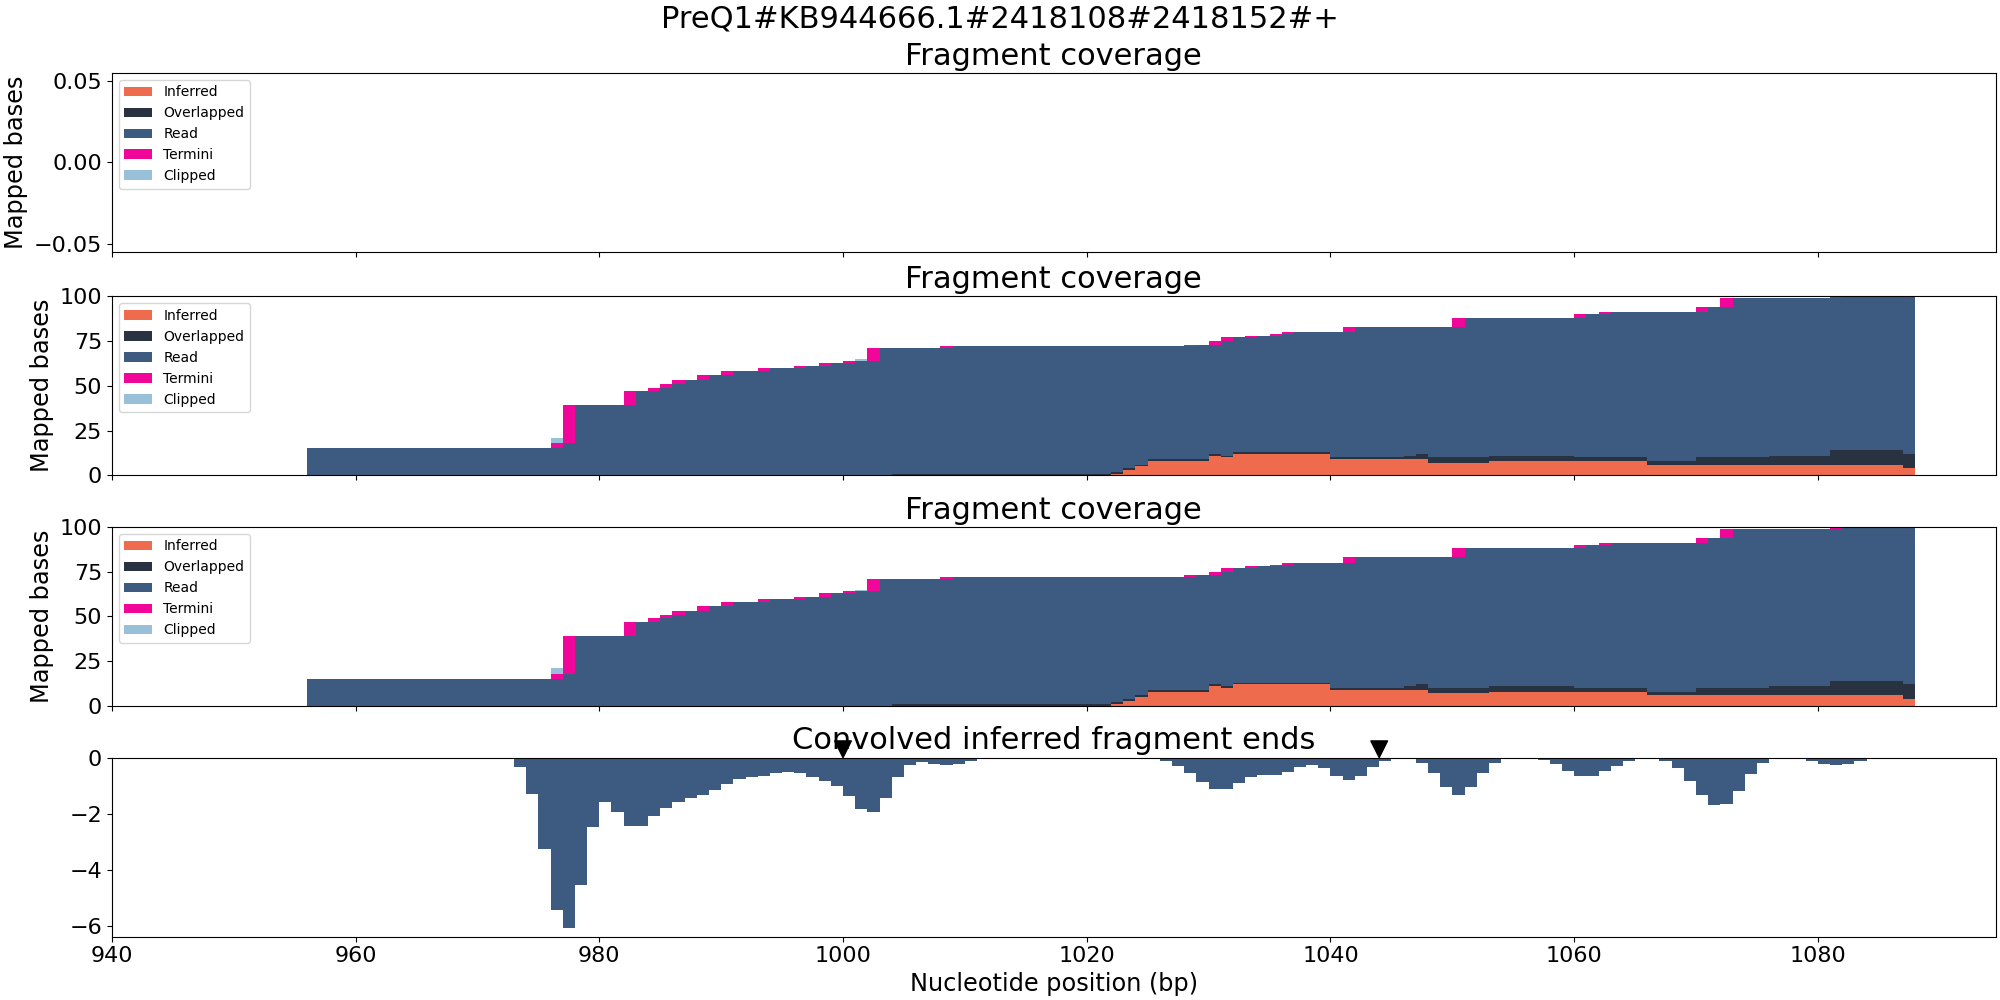 PreQ1#KB944666.1#2418108#2418152#+
Fragment coverage
Mapped bases
0.05
0.00
−0.05
Inferred
Overlapped
Read
Termini
Clipped
Fragment coverage
Mapped bases
100
75
50
25
0
Inferred
Overlapped
Read
Termini
Clipped
Fragment coverage
Mapped bases
100
75
50
25
0
Inferred
Overlapped
Read
Termini
Clipped
Convolved inferred fragment ends
0
−2
−4
−6
940 960 980 1000 1020 1040 1060 1080
Nucleotide position (bp)